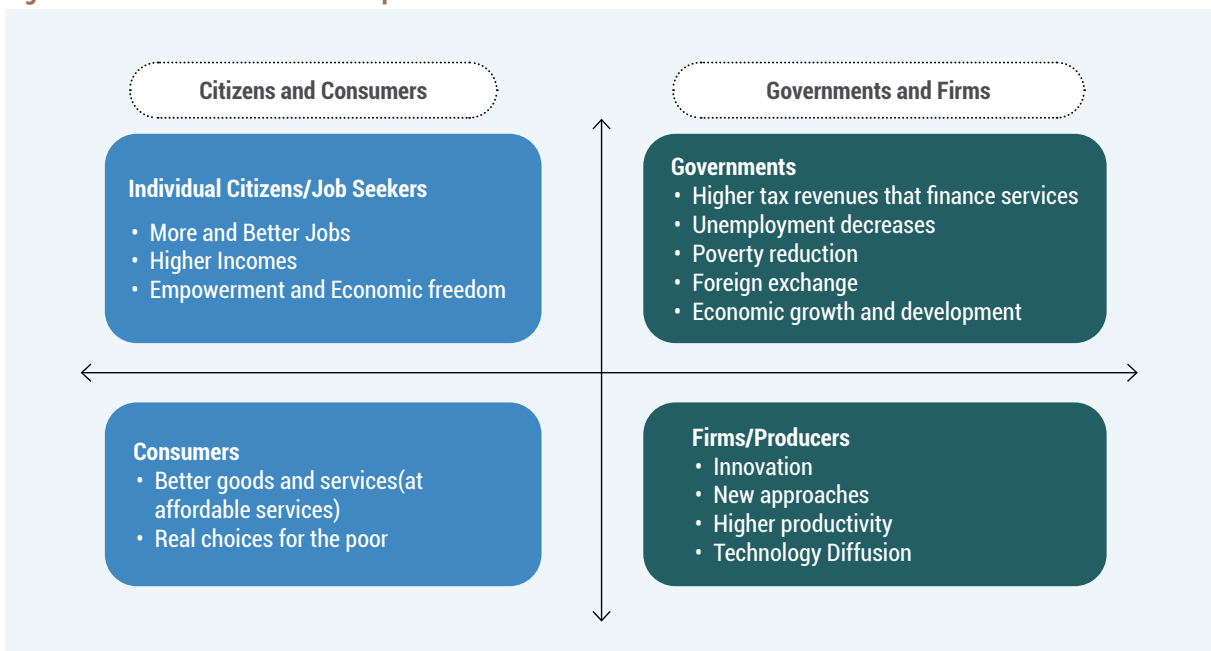 Citizens and Consumers
Governments and Firms
Individual Citizens/Job Seekers
• More and Better Jobs
• Higher Incomes
• Empowerment and Economic freedom
Governments
• Higher tax revenues that finance services
• Unemployment decreases
• Poverty reduction
• Foreign exchange
• Economic growth and development
Consumers
• Better goods and services(at
affordable services)
• Real choices for the poor
Firms/Producers
• Innovation
• New approaches
• Higher productivity
• Technology Diffusion